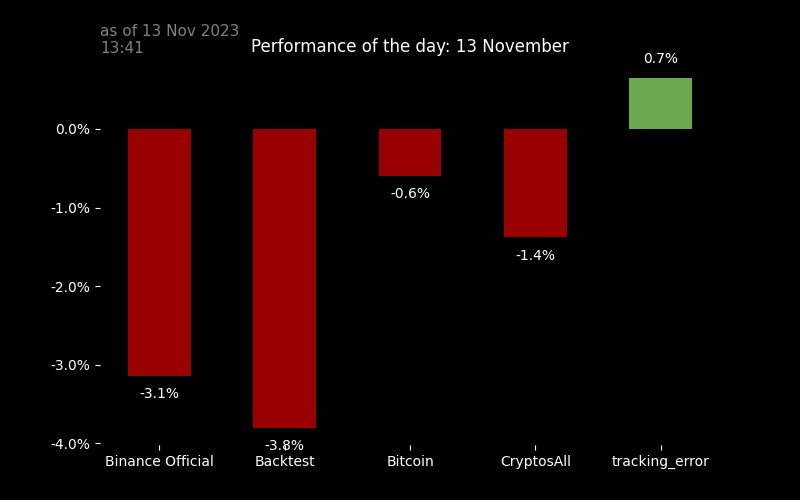 as of 13 Nov 2023
13:41
Performance of the day: 13 November
0.7%
0.0%
-1.0%
-2.0%
-3.0%
-4.0%
-3.1%
-3.8%
-0.6%
-1.4%
Binance Official
Backtest
Bitcoin
CryptosAll
tracking_error